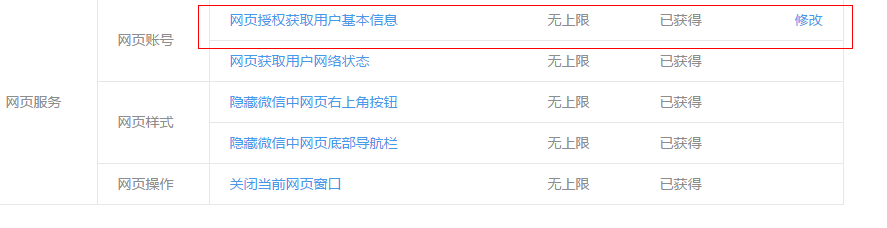 网页授权获取用户基本信息 无上限 已获得 修改
网页账号
网页获取用户网络状态 无上限 已获得
网页服务
隐藏微信中网页右上角按钮 无上限 已获得
网页样式
隐藏微信中网页底部导航栏 无上限 已获得
网页操作 关闭当前网页窗口 无上限 已获得